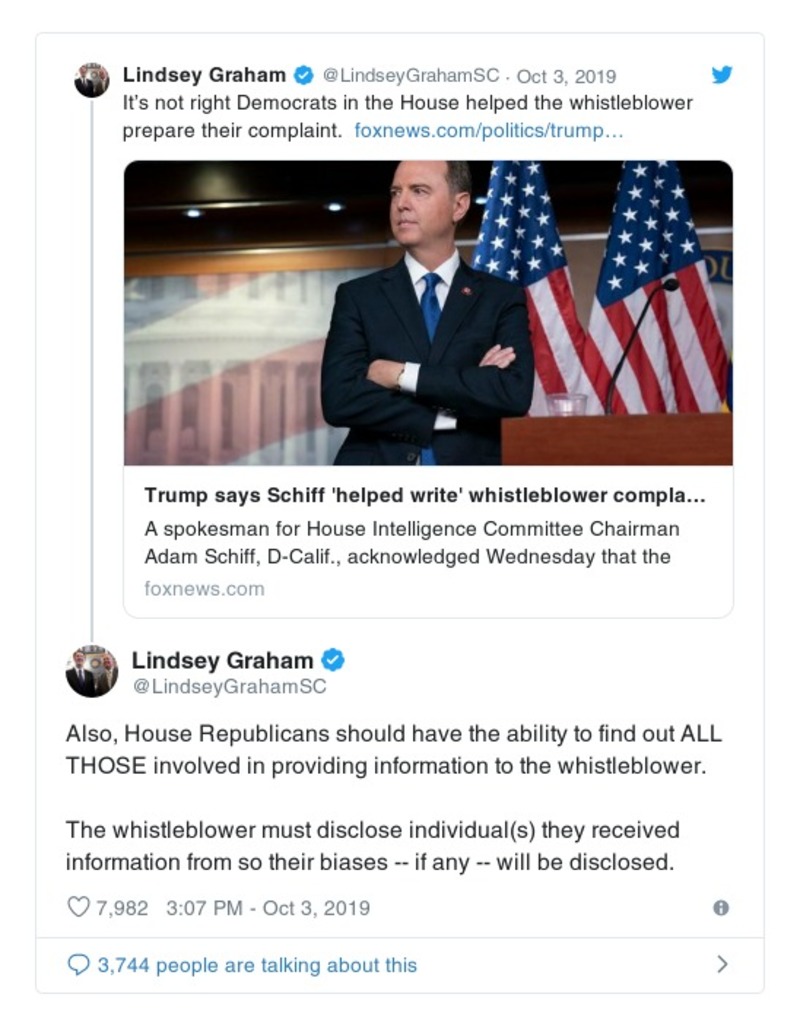 Lindsey Graham @LindseyGrahamSC · Oct 3, 2019
It's not right Democrats in the House helped the whistleblower
prepare their complaint. foxnews.com/politics/trump…
Trump says Schiff 'helped write' whistleblower compla...
A spokesman for House Intelligence Committee Chairman
Adam Schiff, D-Calif., acknowledged Wednesday that the
foxnews.com
Lindsey Graham
@LindseyGrahamSC
Also, House Republicans should have the ability to find out ALL
THOSE involved in providing information to the whistleblower.
The whistleblower must disclose individual(s) they received
information from so their biases -- if any -- will be disclosed.
7,982 3:07 PM - Oct 3, 2019
3,744 people are talking about this